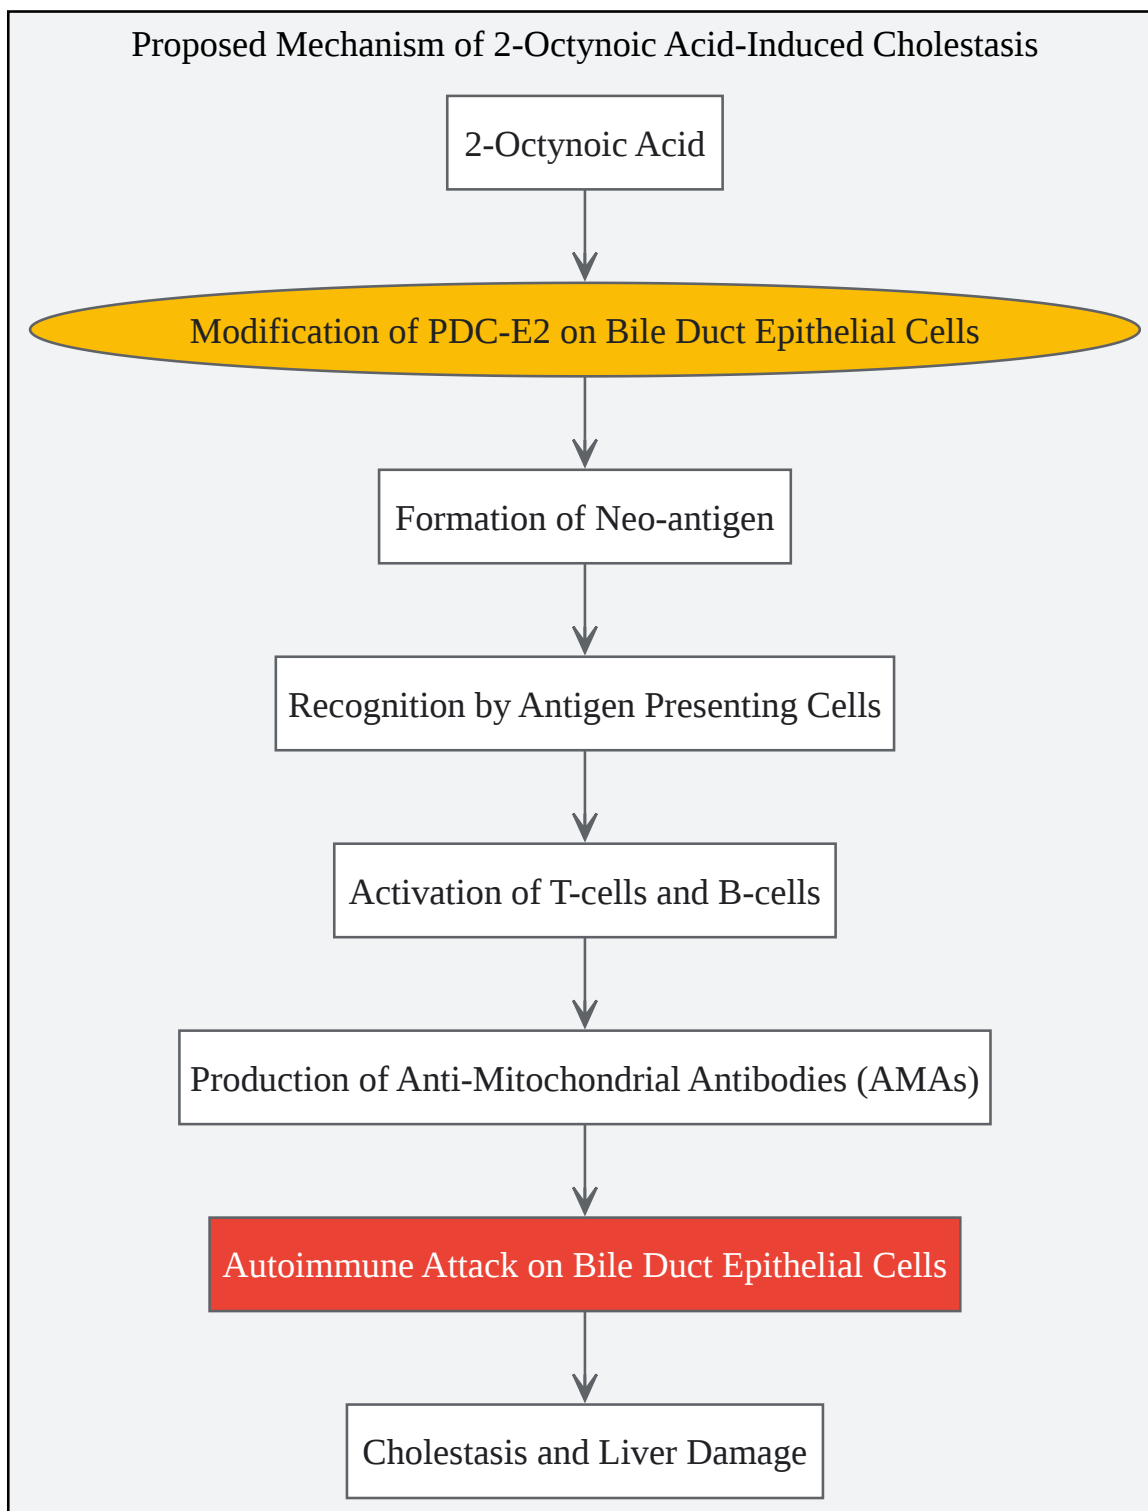 Proposed Mechanism of 2-Octynoic Acid-Induced Cholestasis
2-Octynoic Acid
Modification of PDC-E2 on Bile Duct Epithelial Cells
Formation of Neo-antigen
Recognition by Antigen Presenting Cells
Activation of T-cells and B-cells
Production of Anti-Mitochondrial Antibodies (AMAs)
Autoimmune Attack on Bile Duct Epithelial Cells
Cholestasis and Liver Damage